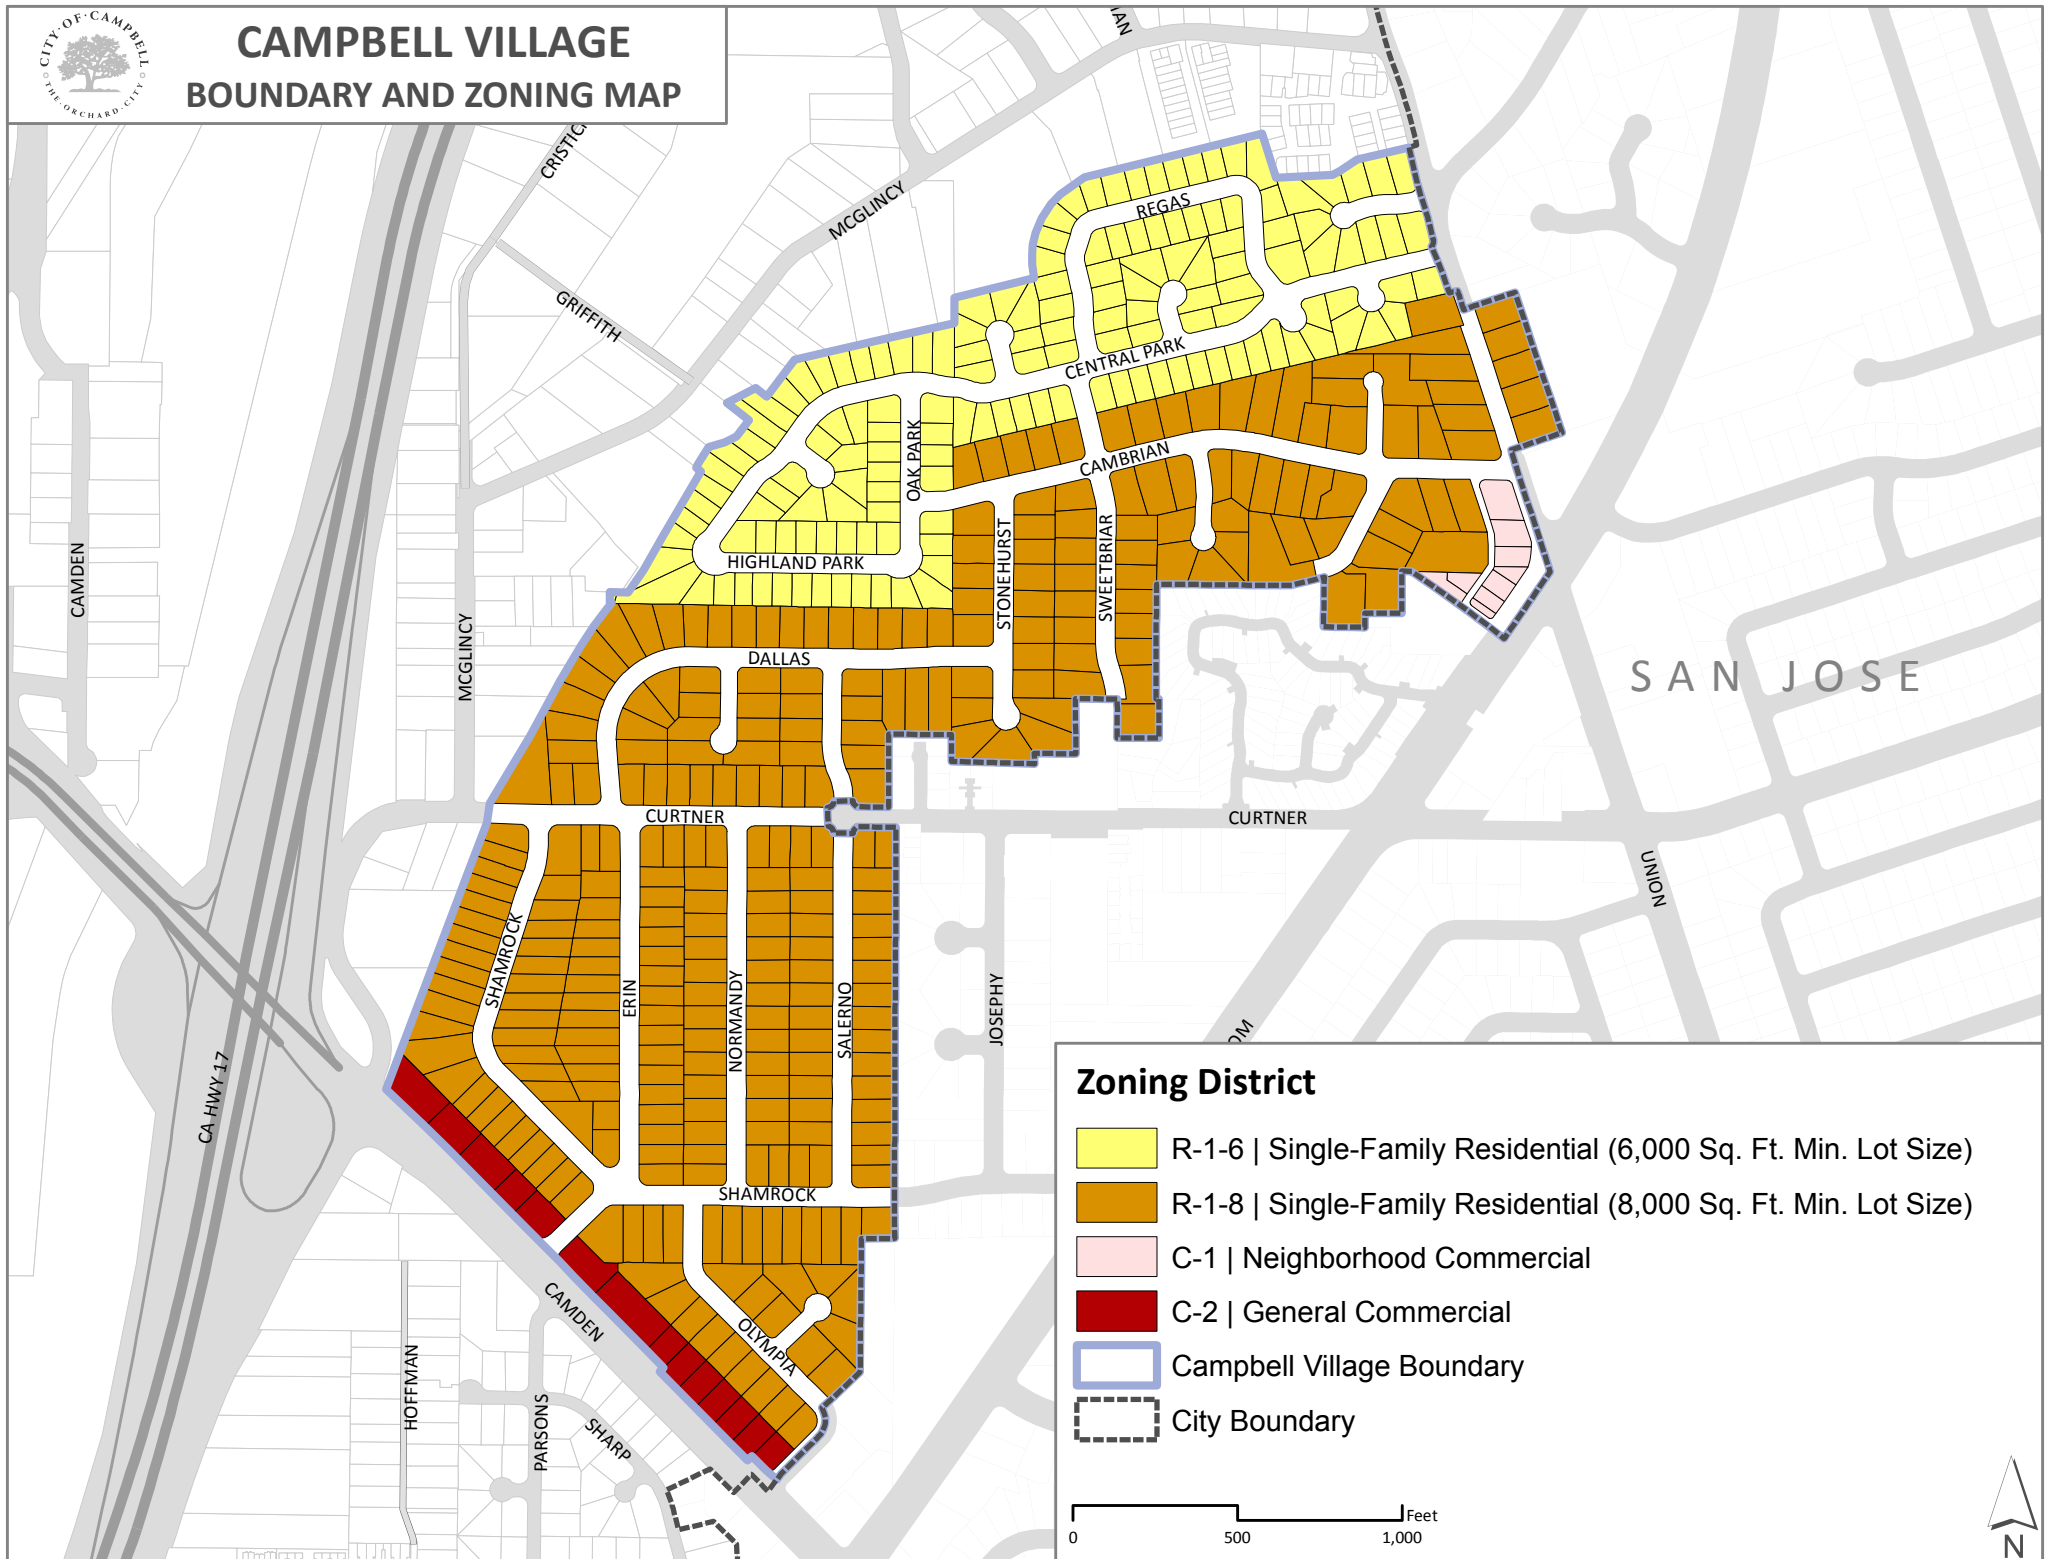 CITY·OF·CAMPBELL
THE·ORCHARD·CITY
CAMPBELL VILLAGE
BOUNDARY AND ZONING MAP
MCGLINCY
REGAS
GRIFFITH
CENTRAL PARK
OAK PARK
CAMBRIAN
HIGHLAND PARK
STONEHURST
SWEETBRIAR
CAMDEN
MCGLINCY
DALLAS
SAN JOSE
CURTNER
CURTNER
UNION
SHAMROCK
ERIN
NORMANDY
SALERNO
JOSEPHY
CA HWY 17
SHAMROCK
CAMDEN
OLYMPIA
HOFFMAN
PARSONS
SHARP
Zoning District
R-1-6 | Single-Family Residential (6,000 Sq. Ft. Min. Lot Size)
R-1-8 | Single-Family Residential (8,000 Sq. Ft. Min. Lot Size)
C-1 | Neighborhood Commercial
C-2 | General Commercial
Campbell Village Boundary
City Boundary
Feet
0 500 1,000
N